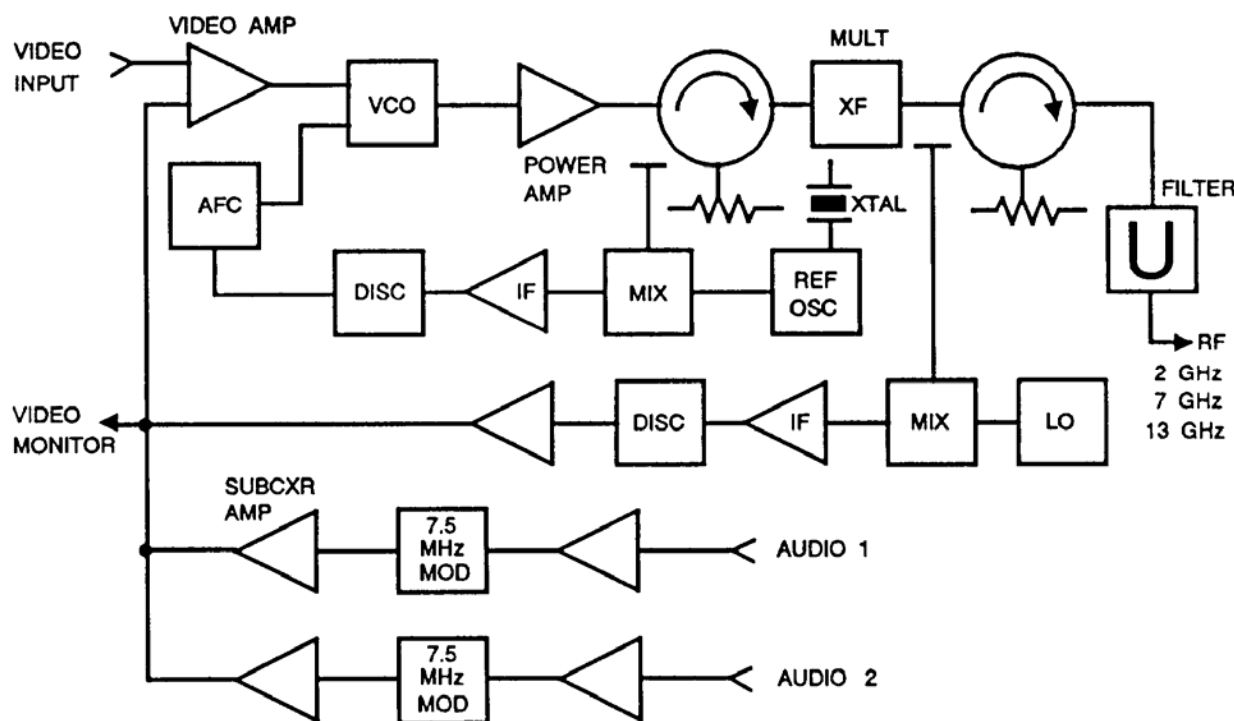 VIDEO AMP
VIDEO
INPUT
VCO
POWER
AMP
MULT
XF
AFC
XTAL
FILTER
DISC
IF
MIX
REF
OSC
RF
2 GHz
7 GHz
13 GHz
VIDEO
MONITOR
DISC
IF
MIX
LO
SUBCXR
AMP
7.5
MHz
MOD
AUDIO 1
7.5
MHz
MOD
AUDIO 2